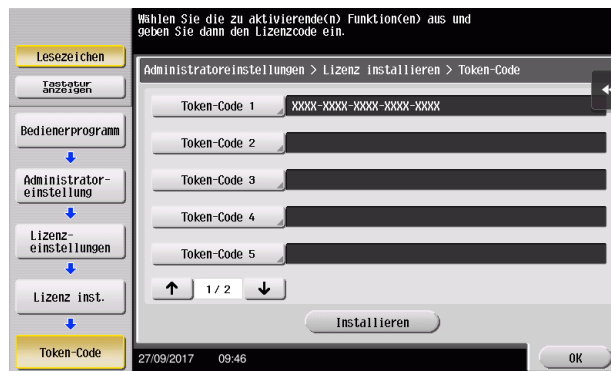 Wählen Sie die zu aktivierende(n) Funktion(en) aus und
geben Sie dann den Lizenzcode ein.
Lesezeichen
Tastatur
anzeigen
Bedienerprogramm
Administrator-
einstellung
Lizenz-
einstellungen
Lizenz inst.
Token-Code
Administratoreinstellungen > Lizenz installieren > Token-Code
Token-Code 1 XXXX-XXXX-XXXX-XXXX-XXXX
Token-Code 2
Token-Code 3
Token-Code 4
Token-Code 5
↑ 1/ 2 ↓
Installieren
27/09/2017 09:46
OK